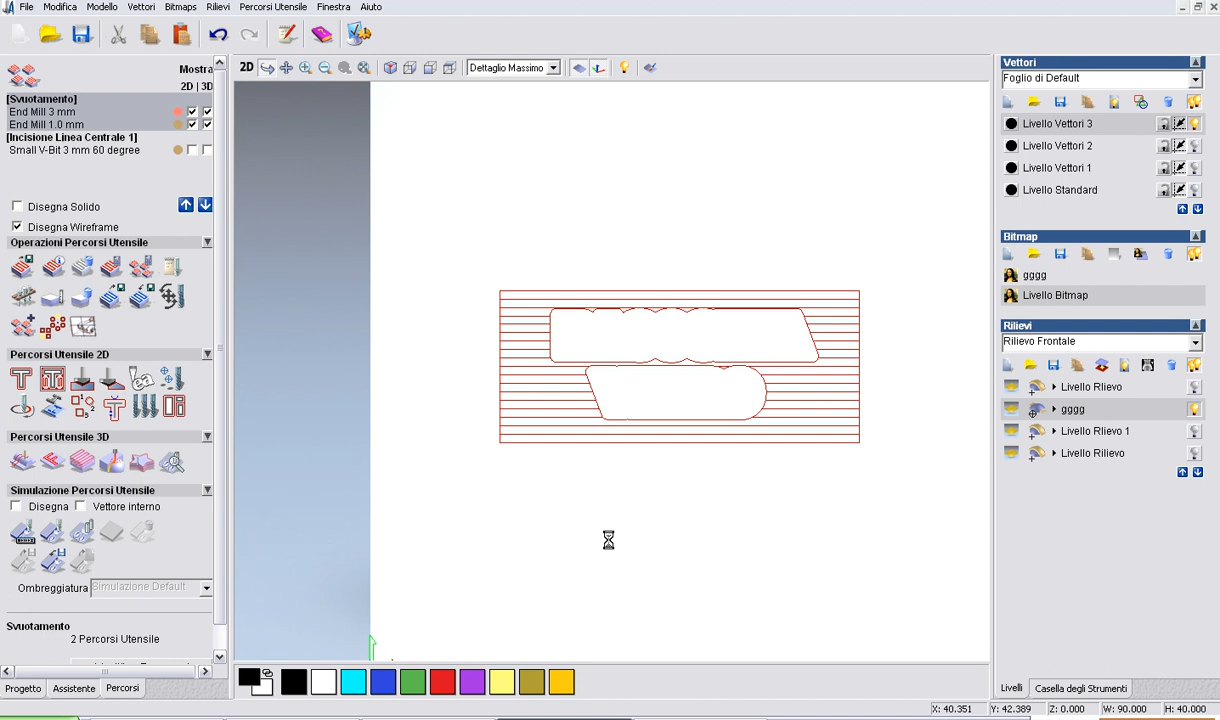 File Modifica Modello Vettori Bitmaps Rilievi Percorsi Utensile Finestra Aiuto
2D Dettaglio Massimo
Mostra
2D | 3D
[Svuotamento]
End Mill 3 mm
End Mill 1.0 mm
[Incisione Linea Centrale 1]
Small V-Bit 3 mm 60 degree
Disegna Solido
Disegna Wireframe
Operazioni Percorsi Utensile
Percorsi Utensile 2D
Percorsi Utensile 3D
Simulazione Percorsi Utensile
Disegna Vettore interno
Ombreggiatura Simulazione Default
Svuotamento
2 Percorsi Utensile
Progetto Assistente Percorsi
Vettori
Foglio di Default
Livello Vettori 3
Livello Vettori 2
Livello Vettori 1
Livello Standard
Bitmap
gggg
Livello Bitmap
Rilievi
Rilievo Frontale
Livello Rlievo
gggg
Livello Rlievo 1
Livello Rilievo
Livelli Casella degli Strumenti
X: 40.351 Y: 42.389 Z: 0.000 W: 90.000 H: 40.000